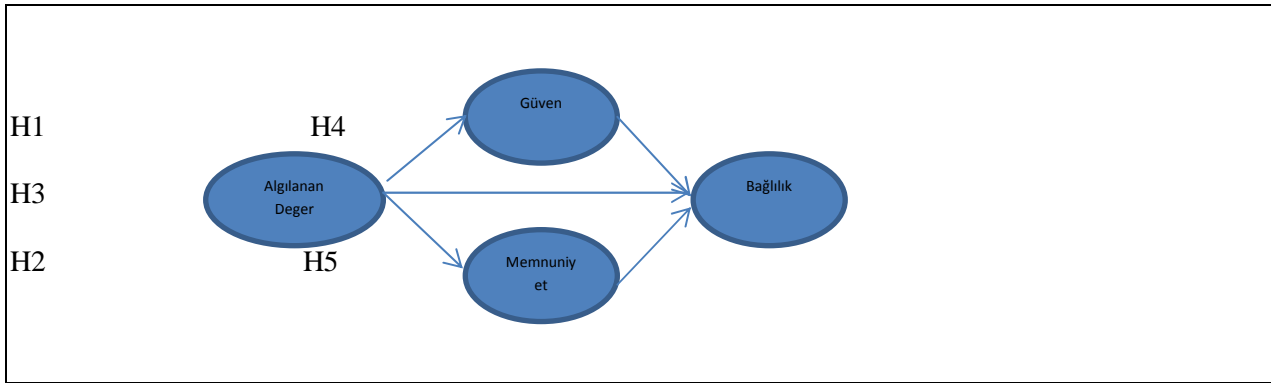 Güven
H1 H4
Algılanan
Deger
H3
Bağlılık
H2 H5
Memnuniy
et